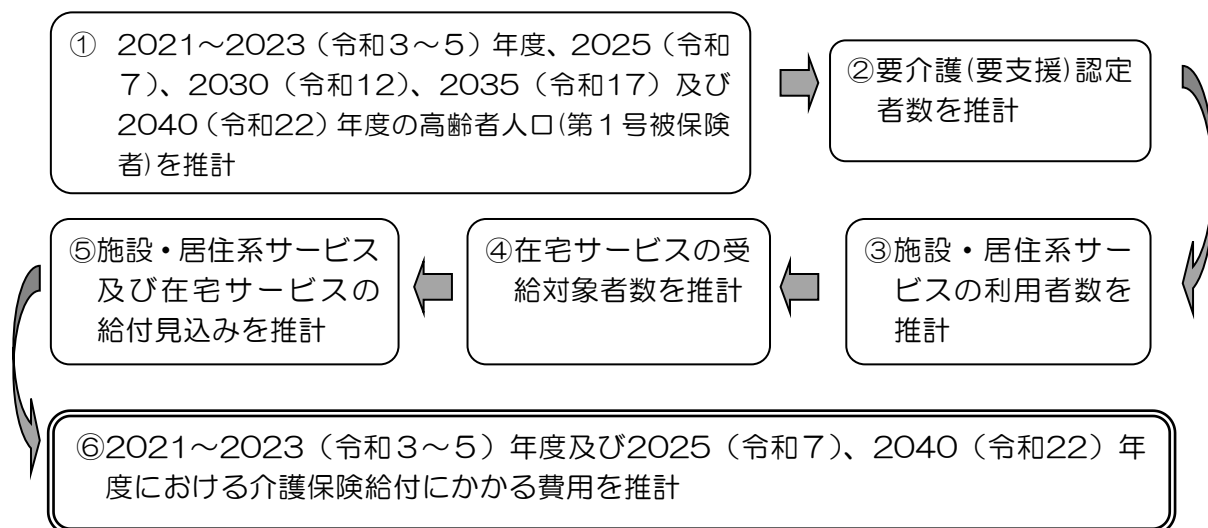 ① 2021～2023（令和３～５）年度、2025（令和
７）、2030（令和12）、2035（令和17）及び
2040（令和22）年度の高齢者人口(第１号被保険
者)を推計
②要介護(要支援)認定
者数を推計
③施設・居住系サー
ビスの利用者数を
推計
④在宅サービスの受
給対象者数を推計
⑤施設・居住系サービス
及び在宅サービスの
給付見込みを推計
⑥2021～2023（令和３～５）年度及び2025（令和７）、2040（令和22）年
度における介護保険給付にかかる費用を推計